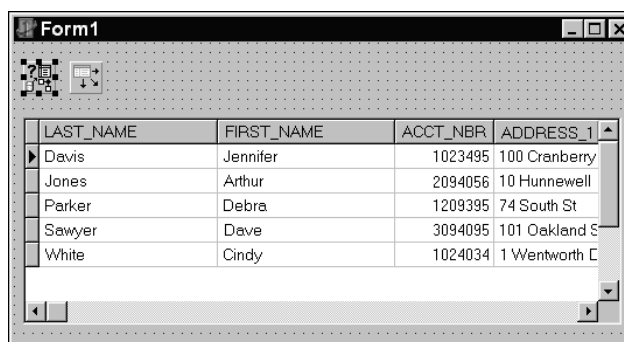 Form1
LAST_NAME FIRST_NAME ACCT_NBR ADDRESS_1
Davis Jennifer 1023495 100 Cranberry
Jones Arthur 2094056 10 Hunnewell
Parker Debra 1209395 74 South St
Sawyer Dave 3094095 101 Oakland S
White Cindy 1024034 1 Wentworth D